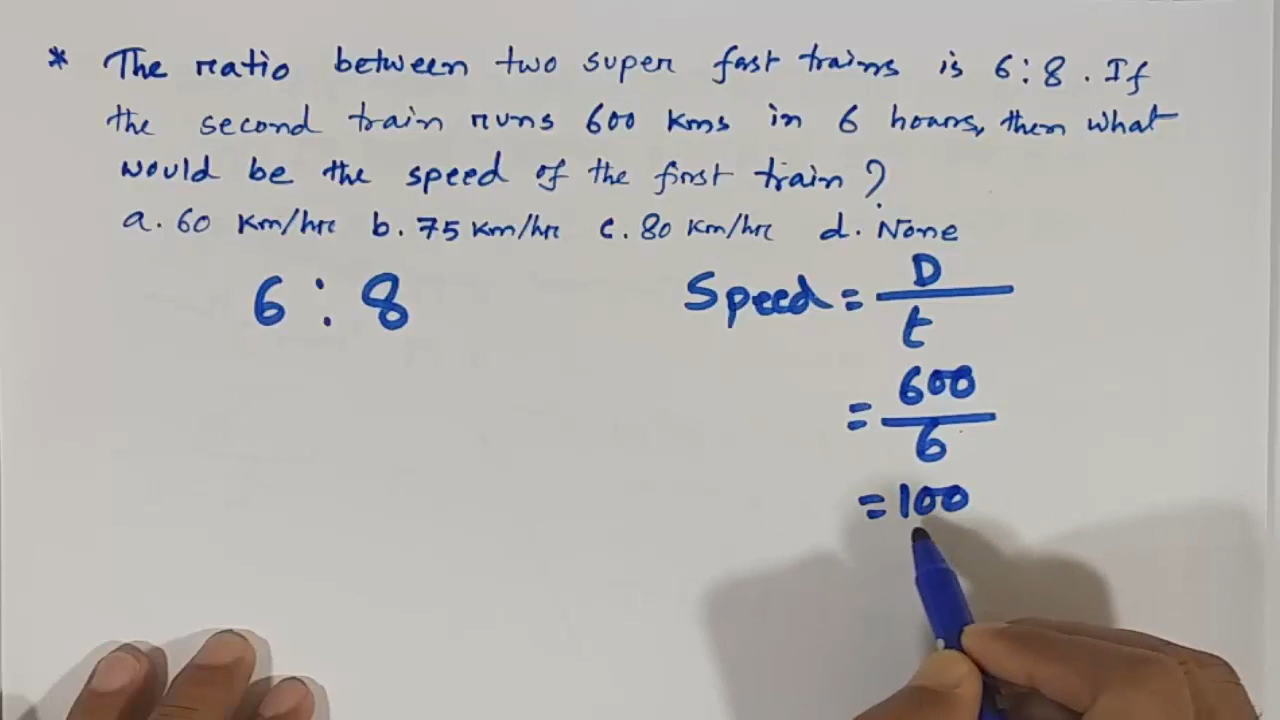 * The ratio between two super fast trains is 6:8. If
the second train runs 600 kms in 6 hours, then what
would be the speed of the first train?
a. 60 Km/hr b. 75 Km/hr c. 80 Km/hr d. None
6 : 8
Speed = D
t
= 600
6
= 100